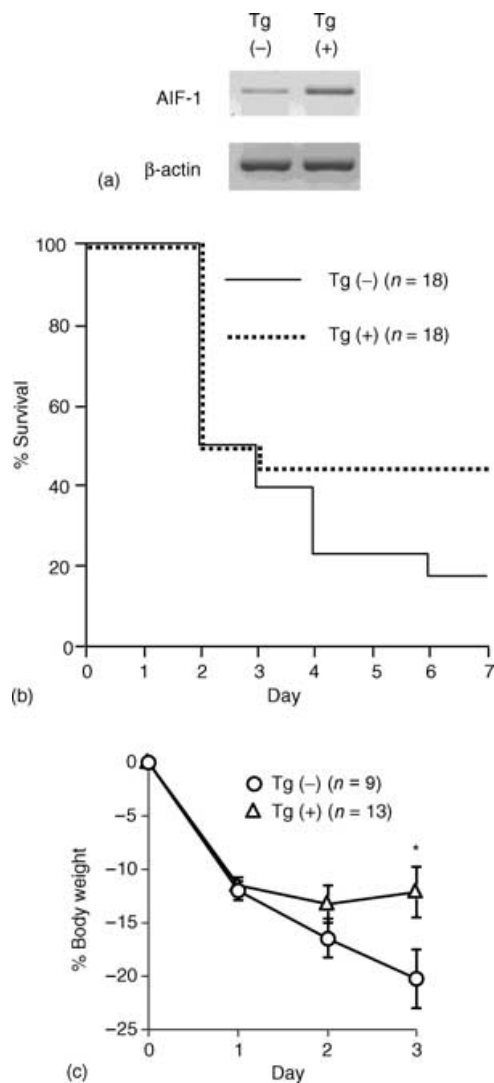 Tg Tg
(−) (+)
AIF-1
β-actin
(a)
100
80
60
40
20
0
% Survival
Tg (−) (n = 18)
Tg (+) (n = 18)
0 1 2 3 4 5 6 7
Day
(b)
0
−5
−10
−15
−20
−25
% Body weight
Tg (−) (n = 9)
Tg (+) (n = 13)
*
0 1 2 3
Day
(c)